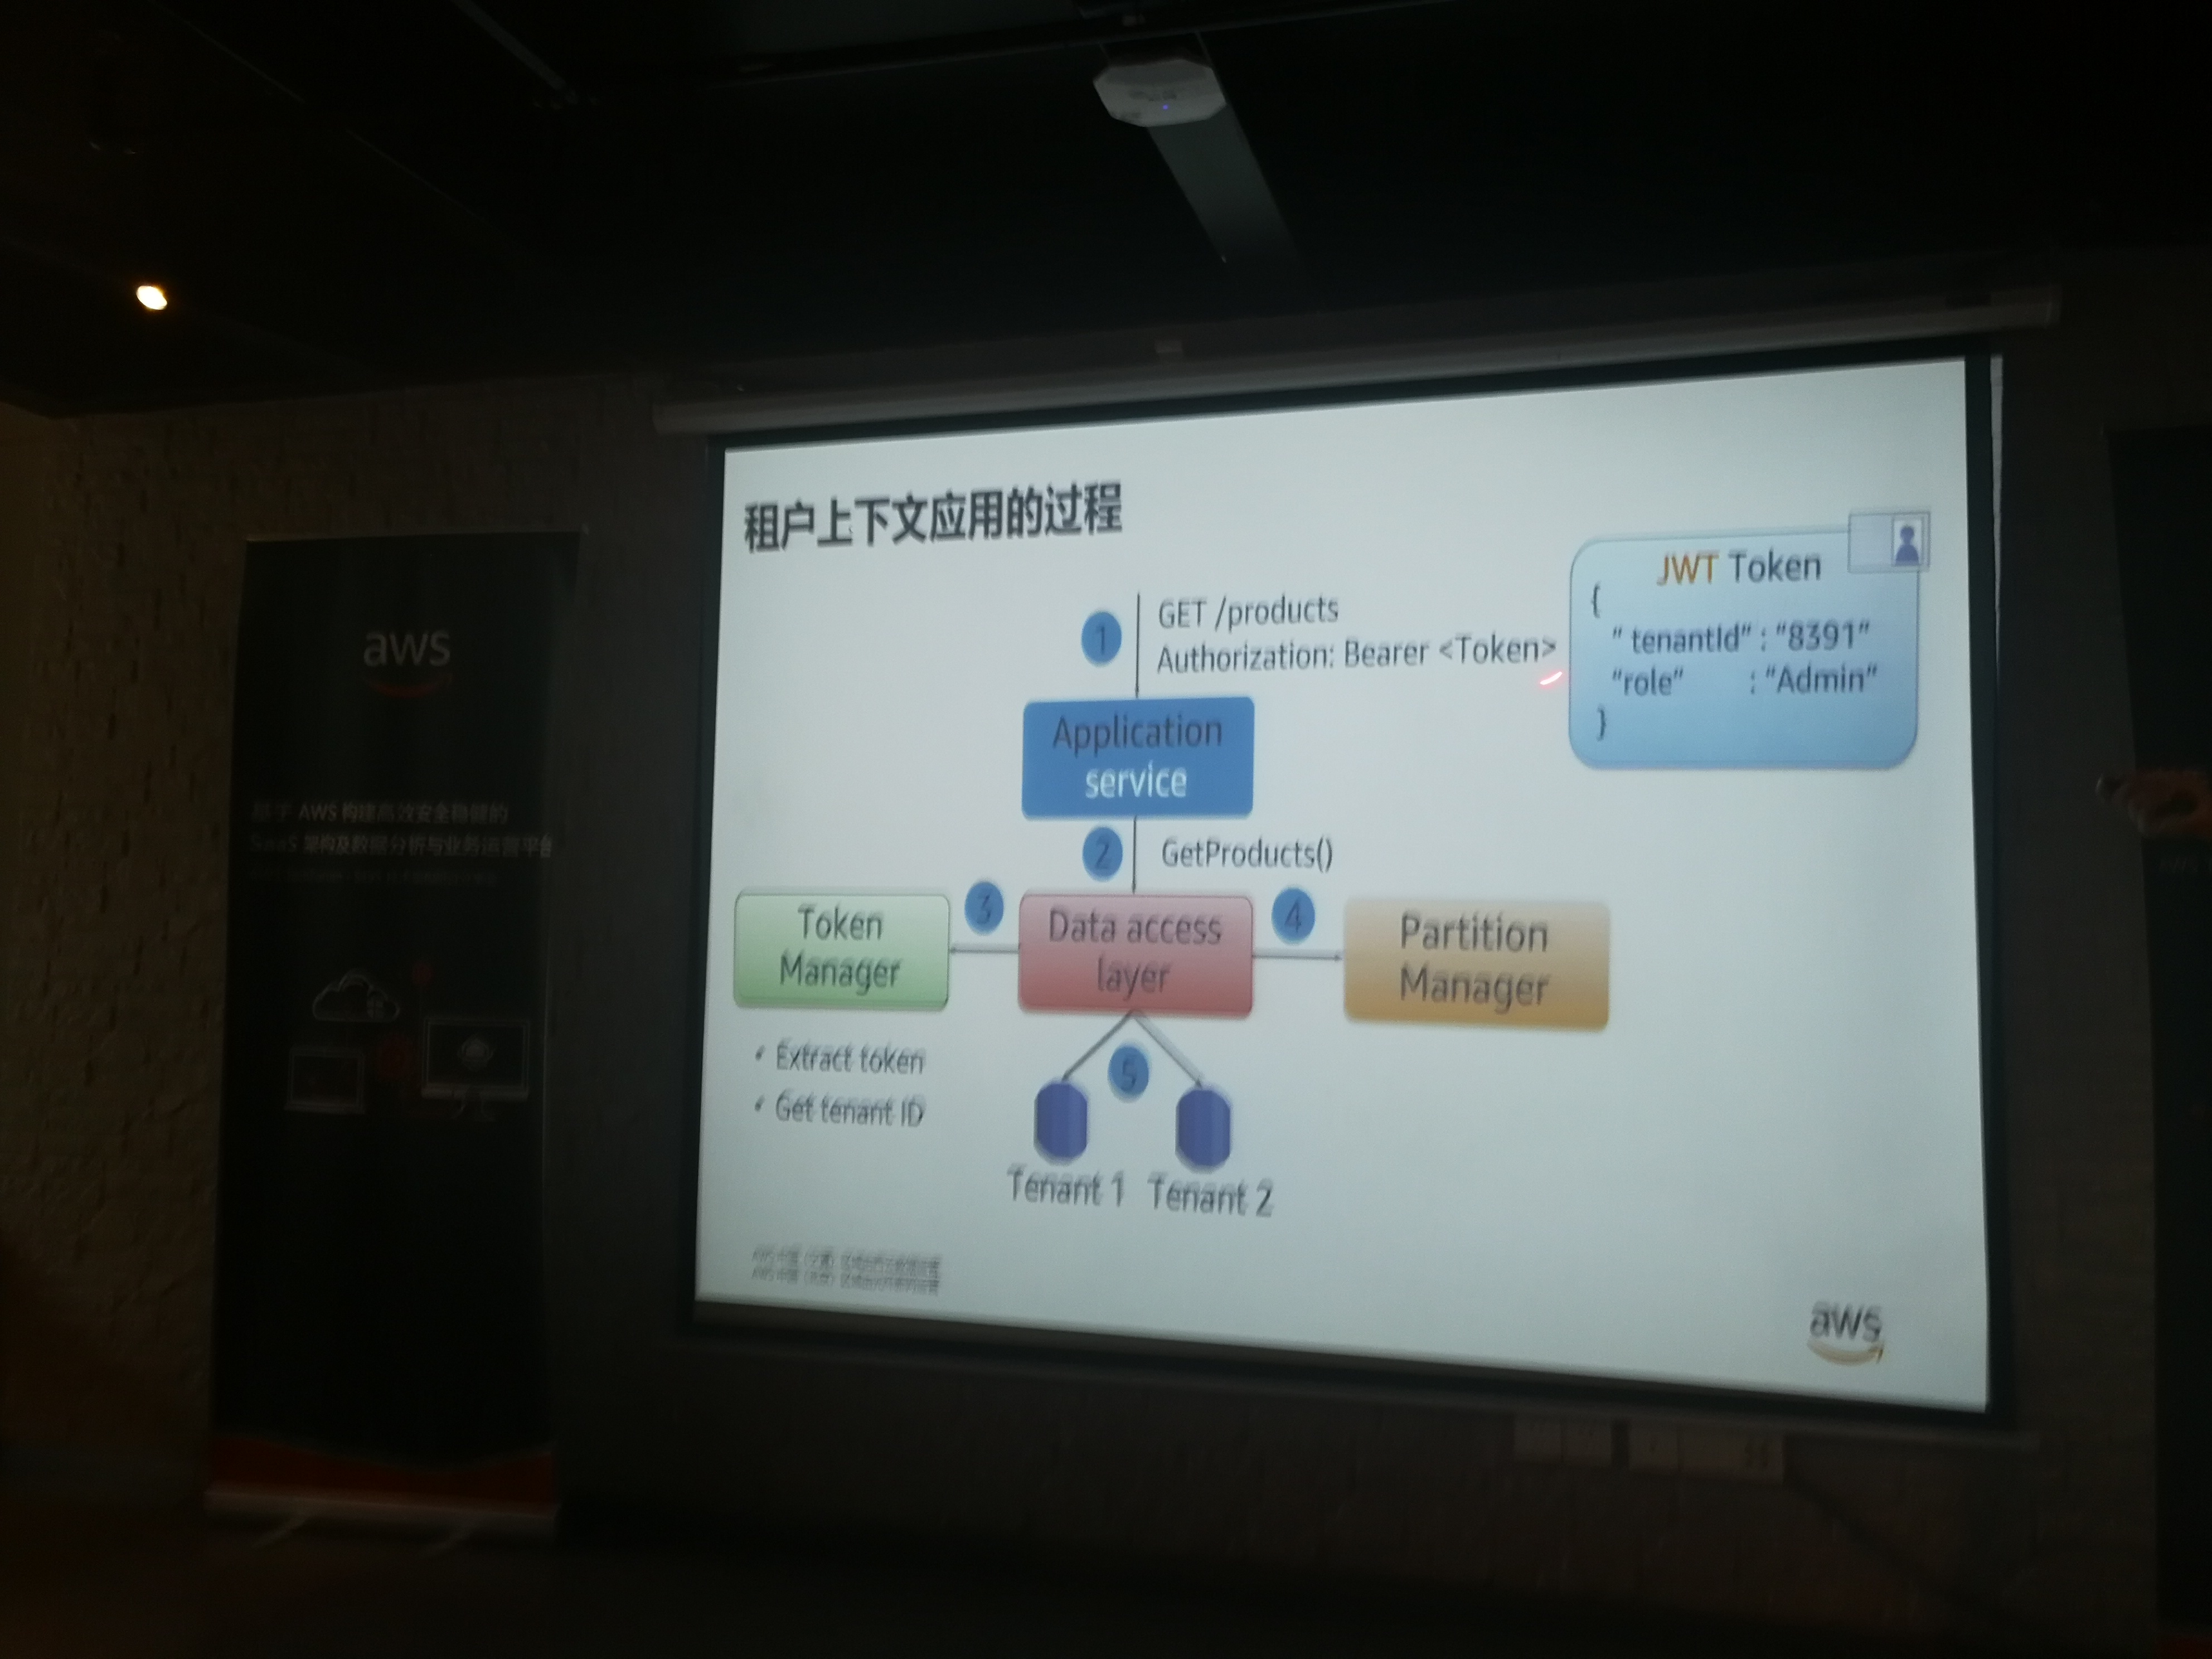 租户上下文应用的过程
JWT Token
{
" tenantId" : "8391"
"role" : "Admin"
}
1
GET /products
Authorization: Bearer <Token>
Application
service
2
GetProducts()
3
4
Token
Manager
Data access
layer
Partition
Manager
• Extract token
• Get tenant ID
5
Tenant 1
Tenant 2
aws
aws
基于 AWS 构建高效安全稳健的
SaaS 架构及数据分析与业务运营平台